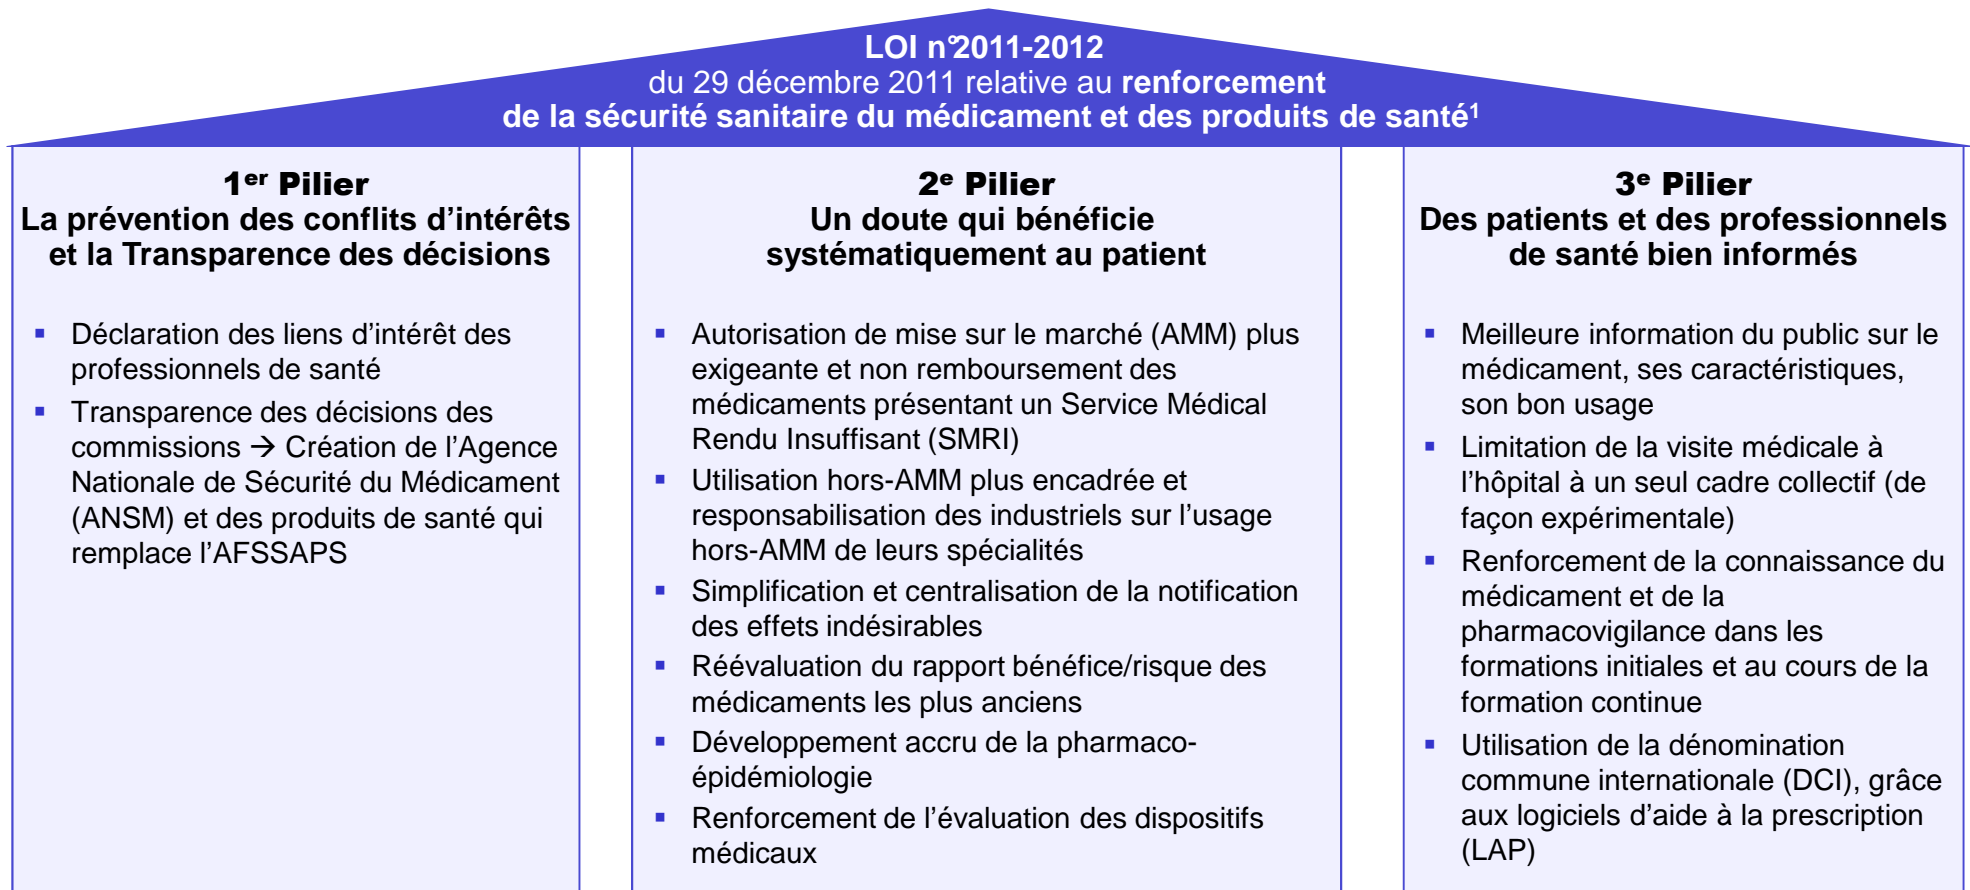 LOI n°2011-2012
du 29 décembre 2011 relative au renforcement
de la sécurité sanitaire du médicament et des produits de santé¹
1er Pilier
La prévention des conflits d’intérêts
et la Transparence des décisions
▪ Déclaration des liens d’intérêt des
professionnels de santé
▪ Transparence des décisions des
commissions → Création de l’Agence
Nationale de Sécurité du Médicament
(ANSM) et des produits de santé qui
remplace l’AFSSAPS
2e Pilier
Un doute qui bénéficie
systématiquement au patient
▪ Autorisation de mise sur le marché (AMM) plus
exigeante et non remboursement des
médicaments présentant un Service Médical
Rendu Insuffisant (SMRI)
▪ Utilisation hors-AMM plus encadrée et
responsabilisation des industriels sur l’usage
hors-AMM de leurs spécialités
▪ Simplification et centralisation de la notification
des effets indésirables
▪ Réévaluation du rapport bénéfice/risque des
médicaments les plus anciens
▪ Développement accru de la pharmaco-
épidémiologie
▪ Renforcement de l’évaluation des dispositifs
médicaux
3e Pilier
Des patients et des professionnels
de santé bien informés
▪ Meilleure information du public sur le
médicament, ses caractéristiques,
son bon usage
▪ Limitation de la visite médicale à
l’hôpital à un seul cadre collectif (de
façon expérimentale)
▪ Renforcement de la connaissance du
médicament et de la
pharmacovigilance dans les
formations initiales et au cours de la
formation continue
▪ Utilisation de la dénomination
commune internationale (DCI), grâce
aux logiciels d’aide à la prescription
(LAP)